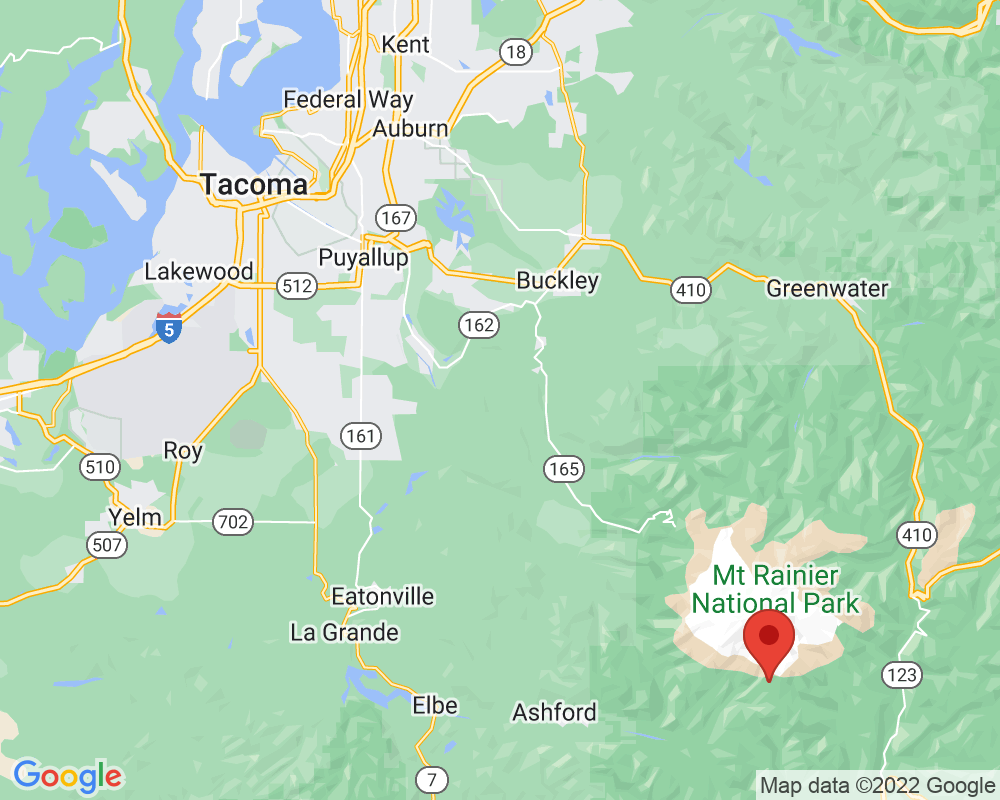 Kent
18
Federal Way
Auburn
Tacoma
167
Puyallup
Lakewood
512
Buckley
410
Greenwater
5
162
161
Roy
510
165
Yelm
702
507
410
Mt Rainier
National Park
Eatonville
La Grande
123
Elbe
Ashford
7
Google
Map data ©2022 Google